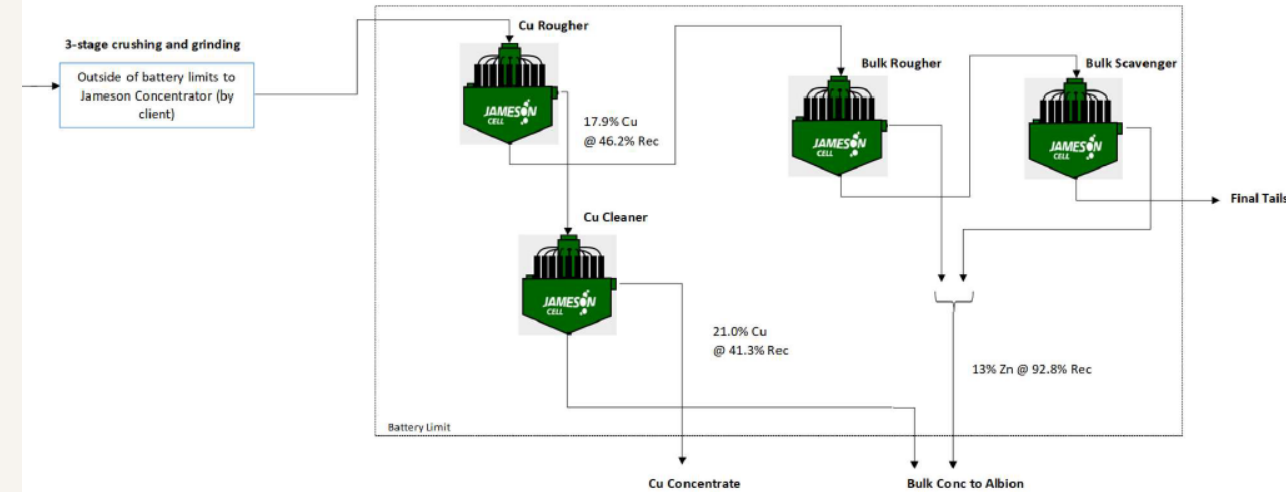 Cu Rougher
3-stage crushing and grinding
Outside of battery limits to
Jameson Concentrator (by
client)
JAMESON
CELL
17.9% Cu
@ 46.2% Rec
Bulk Rougher
JAMESON
CELL
Bulk Scavenger
JAMESON
CELL
Final Tails
Cu Cleaner
JAMESON
CELL
21.0% Cu
@ 41.3% Rec
13% Zn @ 92.8% Rec
Battery Limit
Cu Concentrate
Bulk Conc to Albion